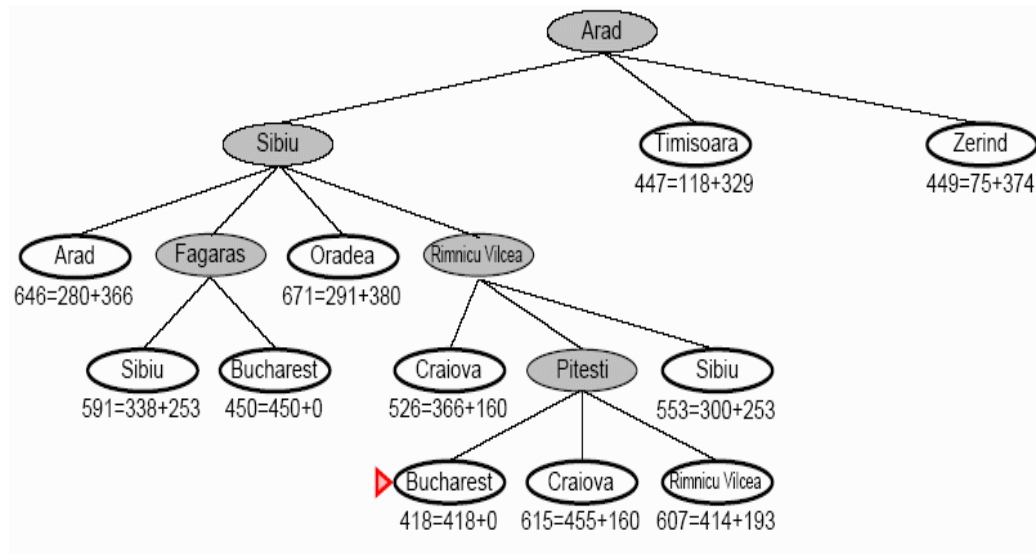 Arad
Sibiu
Timisoara
Zerind
447=118+329
449=75+374
Arad
Fagaras
Oradea
Rimnicu Vilcea
646=280+366
671=291+380
Sibiu
Bucharest
Craiova
Pitesti
Sibiu
591=338+253
450=450+0
526=366+160
553=300+253
Bucharest
Craiova
Rimnicu Vilcea
418=418+0
615=455+160
607=414+193